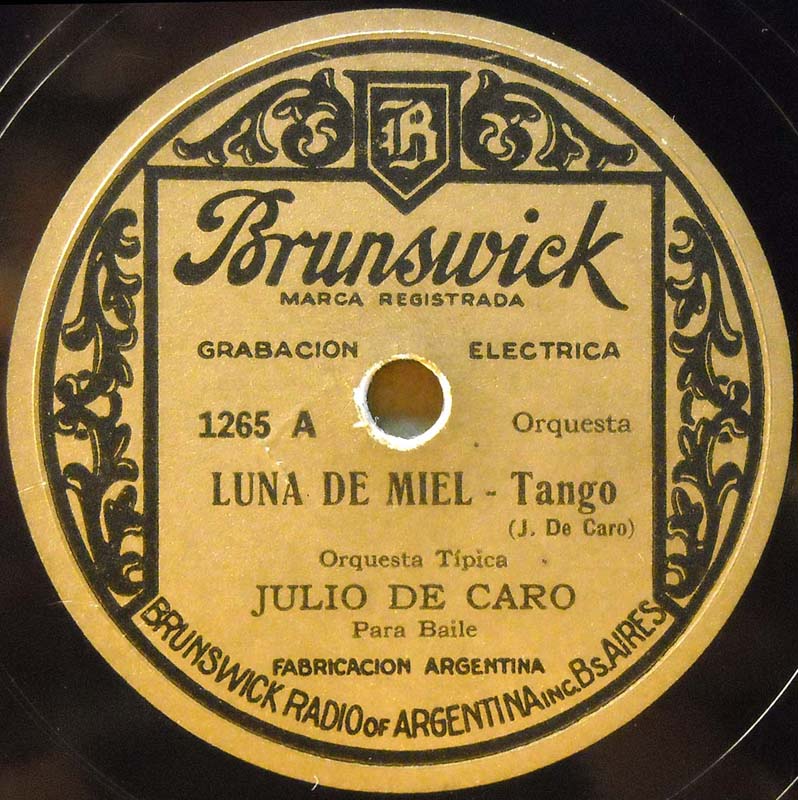 B
Brunswick
MARCA REGISTRADA
GRABACION ELECTRICA
1265 A Orquesta
LUNA DE MIEL - Tango
(J. De Caro)
Orquesta Típica
JULIO DE CARO
Para Baile
FABRICACION ARGENTINA
BRUNSWICK RADIO OF ARGENTINA INC. Bs. AIRES